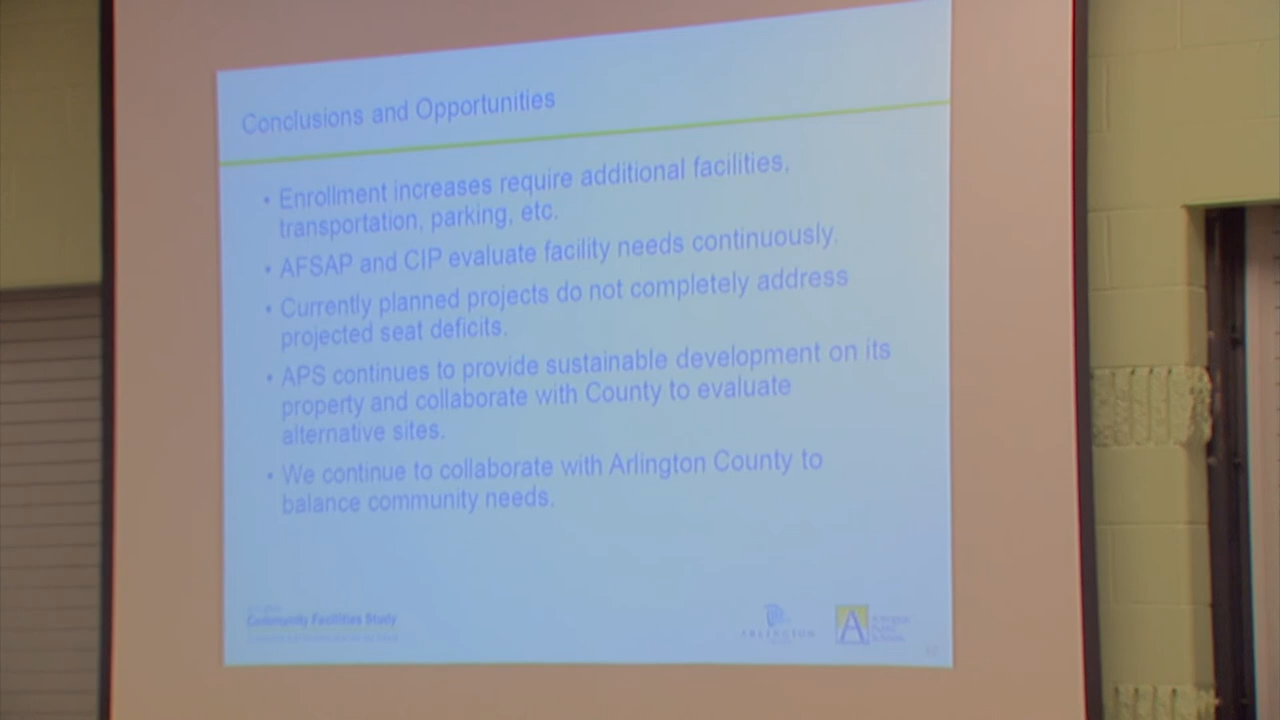 Conclusions and Opportunities
• Enrollment increases require additional facilities,
transportation, parking, etc.
• AFSAP and CIP evaluate facility needs continuously.
• Currently planned projects do not completely address
projected seat deficits.
• APS continues to provide sustainable development on its
property and collaborate with County to evaluate
alternative sites.
• We continue to collaborate with Arlington County to
balance community needs.
Community Facilities Study
ARLINGTON
A